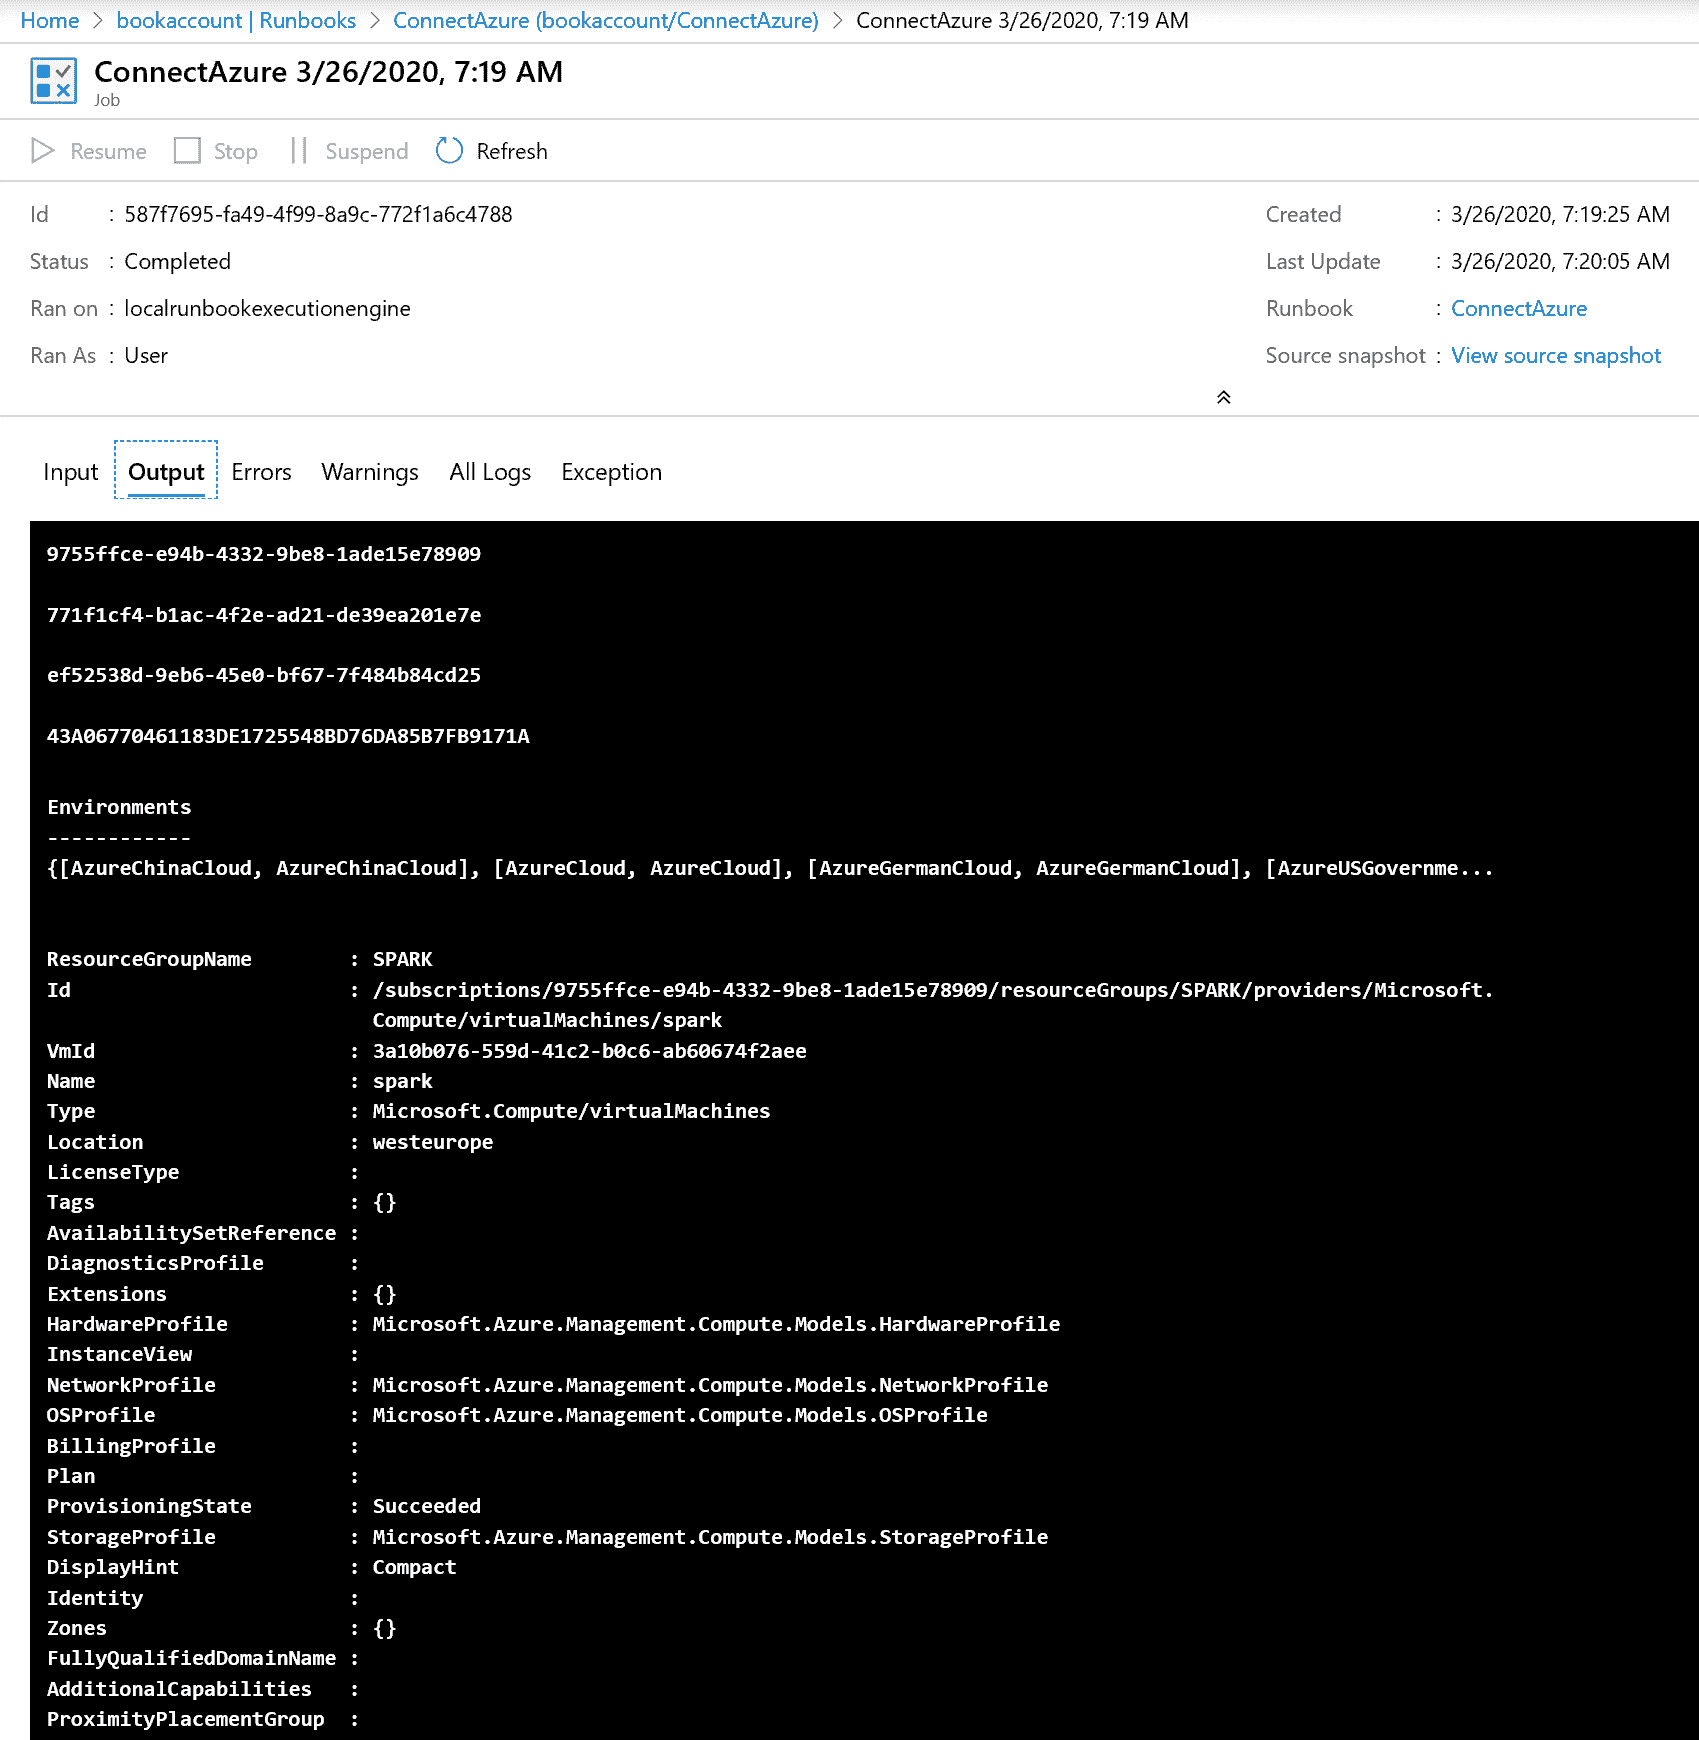 Home > bookaccount | Runbooks > ConnectAzure (bookaccount/ConnectAzure) > ConnectAzure 3/26/2020, 7:19 AM
ConnectAzure 3/26/2020, 7:19 AM
Job
Resume Stop Suspend Refresh
Id : 587f7695-fa49-4f99-8a9c-772f1a6c4788 Created : 3/26/2020, 7:19:25 AM
Status : Completed Last Update : 3/26/2020, 7:20:05 AM
Ran on : localrunbookexecutionengine Runbook : ConnectAzure
Ran As : User Source snapshot : View source snapshot
Input Output Errors Warnings All Logs Exception
9755ffce-e94b-4332-9be8-1ade15e78909
771f1cf4-b1ac-4f2e-ad21-de39ea201e7e
ef52538d-9eb6-45e0-bf67-7f484b84cd25
43A06770461183DE1725548BD76DA85B7FB9171A
Environments
------------
{[AzureChinaCloud, AzureChinaCloud], [AzureCloud, AzureCloud], [AzureGermanCloud, AzureGermanCloud], [AzureUSGovernme...
ResourceGroupName : SPARK
Id : /subscriptions/9755ffce-e94b-4332-9be8-1ade15e78909/resourceGroups/SPARK/providers/Microsoft.
Compute/virtualMachines/spark
VmId : 3a10b076-559d-41c2-b0c6-ab60674f2aee
Name : spark
Type : Microsoft.Compute/virtualMachines
Location : westeurope
LicenseType :
Tags : {}
AvailabilitySetReference :
DiagnosticsProfile :
Extensions : {}
HardwareProfile : Microsoft.Azure.Management.Compute.Models.HardwareProfile
InstanceView :
NetworkProfile : Microsoft.Azure.Management.Compute.Models.NetworkProfile
OSProfile : Microsoft.Azure.Management.Compute.Models.OSProfile
BillingProfile :
Plan :
ProvisioningState : Succeeded
StorageProfile : Microsoft.Azure.Management.Compute.Models.StorageProfile
DisplayHint : Compact
Identity :
Zones : {}
FullyQualifiedDomainName :
AdditionalCapabilities :
ProximityPlacementGroup :